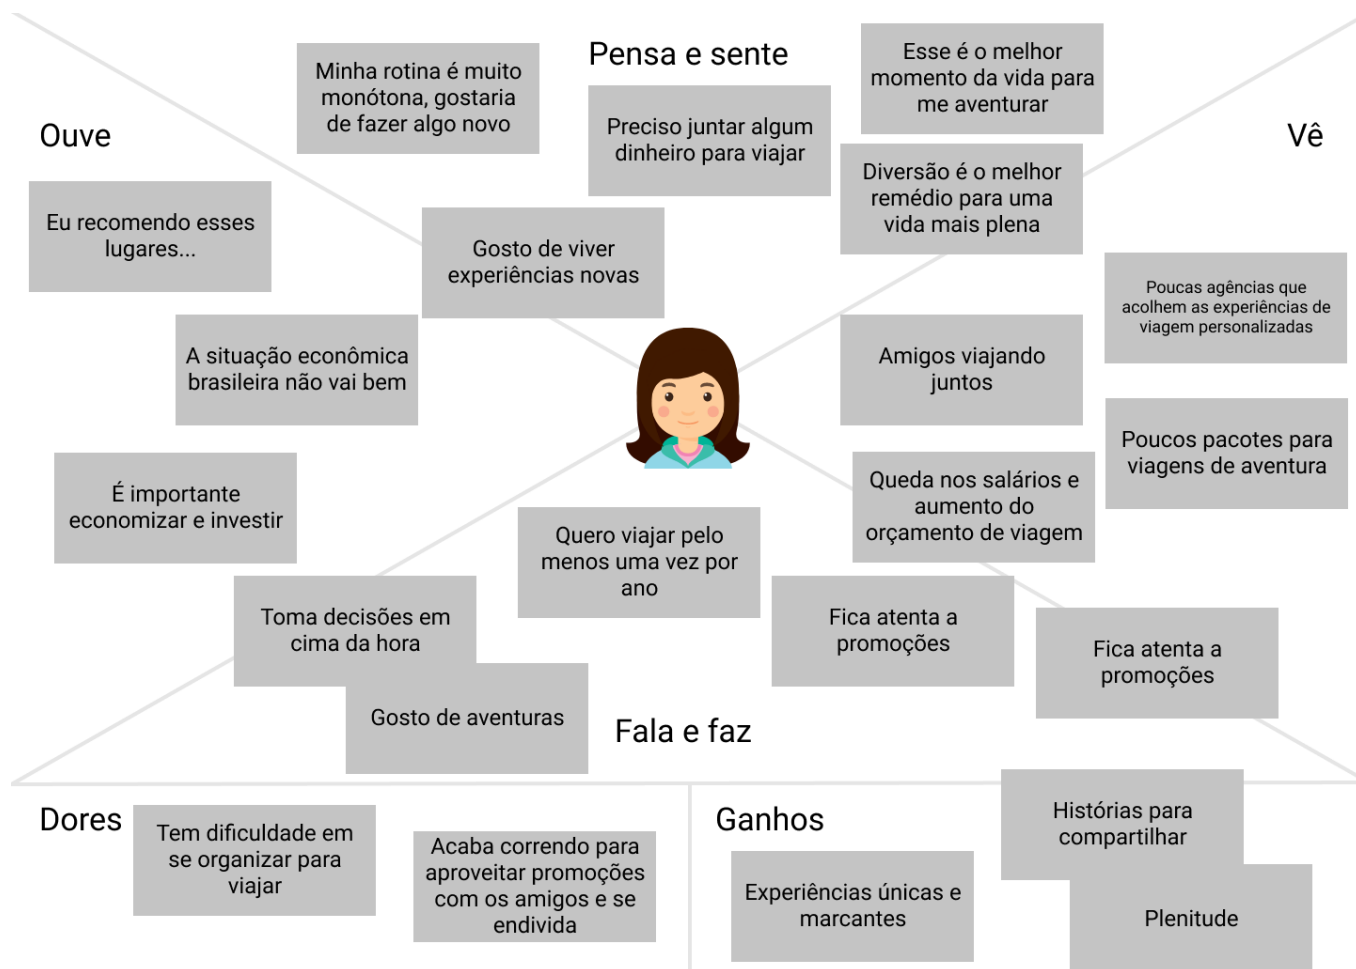 Pensa e sente
Minha rotina é muito
monótona, gostaria
de fazer algo novo
Preciso juntar algum
dinheiro para viajar
Esse é o melhor
momento da vida para
me aventurar
Diversão é o melhor
remédio para uma
vida mais plena
Gosto de viver
experiências novas
Ouve
Eu recomendo esses
lugares...
A situação econômica
brasileira não vai bem
É importante
economizar e investir
Vê
Poucas agências que
acolhem as experiências de
viagem personalizadas
Amigos viajando
juntos
Poucos pacotes para
viagens de aventura
Queda nos salários e
aumento do
orçamento de viagem
Quero viajar pelo
menos uma vez por
ano
Toma decisões em
cima da hora
Fica atenta a
promoções
Fica atenta a
promoções
Gosto de aventuras
Fala e faz
Dores
Tem dificuldade em
se organizar para
viajar
Acaba correndo para
aproveitar promoções
com os amigos e se
endivida
Ganhos
Histórias para
compartilhar
Experiências únicas e
marcantes
Plenitude